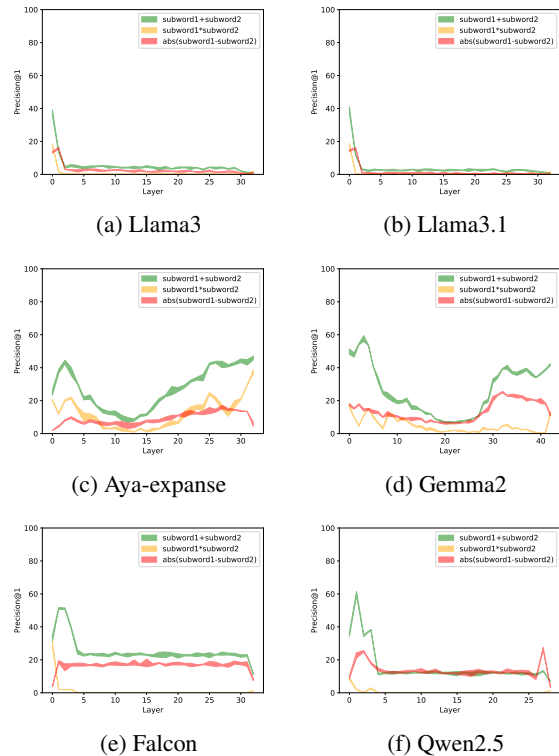 100
80
60
40
20
0
Precision@1
subword1+subword2
subword1*subword2
abs(subword1-subword2)
0 5 10 15 20 25 30
Layer
(a) Llama3
100
80
60
40
20
0
Precision@1
subword1+subword2
subword1*subword2
abs(subword1-subword2)
0 5 10 15 20 25 30
Layer
(b) Llama3.1
100
80
60
40
20
0
Precision@1
subword1+subword2
subword1*subword2
abs(subword1-subword2)
0 5 10 15 20 25 30
Layer
(c) Aya-expanse
100
80
60
40
20
0
Precision@1
subword1+subword2
subword1*subword2
abs(subword1-subword2)
0 10 20 30 40
Layer
(d) Gemma2
100
80
60
40
20
0
Precision@1
subword1+subword2
subword1*subword2
abs(subword1-subword2)
0 5 10 15 20 25 30
Layer
(e) Falcon
100
80
60
40
20
0
Precision@1
subword1+subword2
subword1*subword2
abs(subword1-subword2)
0 5 10 15 20 25
Layer
(f) Qwen2.5